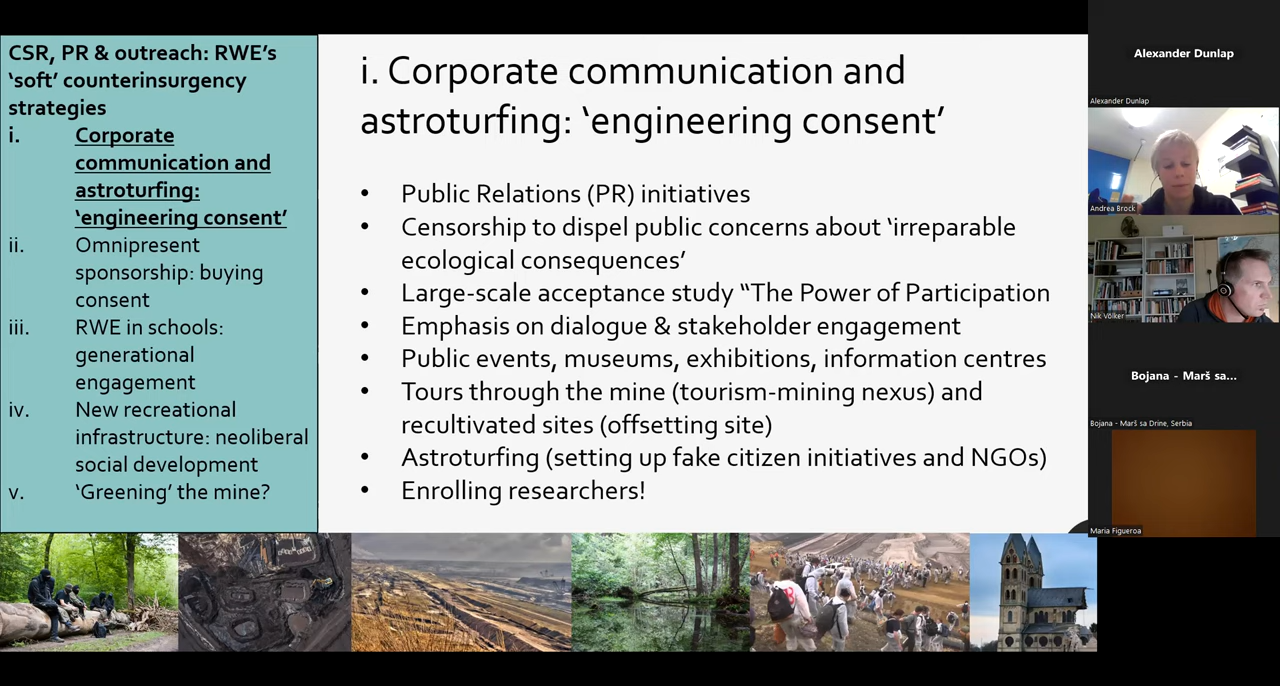 CSR, PR & outreach: RWE's
'soft' counterinsurgency
strategies
i. Corporate
communication and
astroturfing:
'engineering consent'
ii. Omnipresent
sponsorship: buying
consent
iii. RWE in schools:
generational
engagement
iv. New recreational
infrastructure: neoliberal
social development
v. 'Greening' the mine?
i. Corporate communication and
astroturfing: 'engineering consent'
• Public Relations (PR) initiatives
• Censorship to dispel public concerns about 'irreparable
ecological consequences'
• Large-scale acceptance study "The Power of Participation
• Emphasis on dialogue & stakeholder engagement
• Public events, museums, exhibitions, information centres
• Tours through the mine (tourism-mining nexus) and
recultivated sites (offsetting site)
• Astroturfing (setting up fake citizen initiatives and NGOs)
• Enrolling researchers!
Alexander Dunlap
Alexander Dunlap
Andrea Brock
Nik Völker
Bojana - Marš sa...
Bojana - Marš sa Drine, Serbia
Maria Figueroa